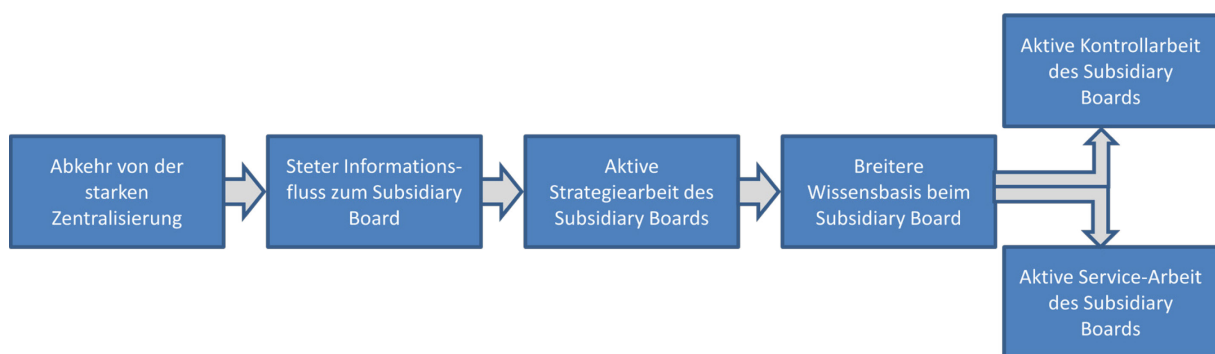 Abkehr von der
starken
Zentralisierung
Steter Informations-
fluss zum Subsidiary
Board
Aktive
Strategiearbeit des
Subsidiary Boards
Breitere
Wissensbasis beim
Subsidiary Board
Aktive Kontrollarbeit
des Subsidiary
Boards
Aktive Service-Arbeit
des Subsidiary
Boards